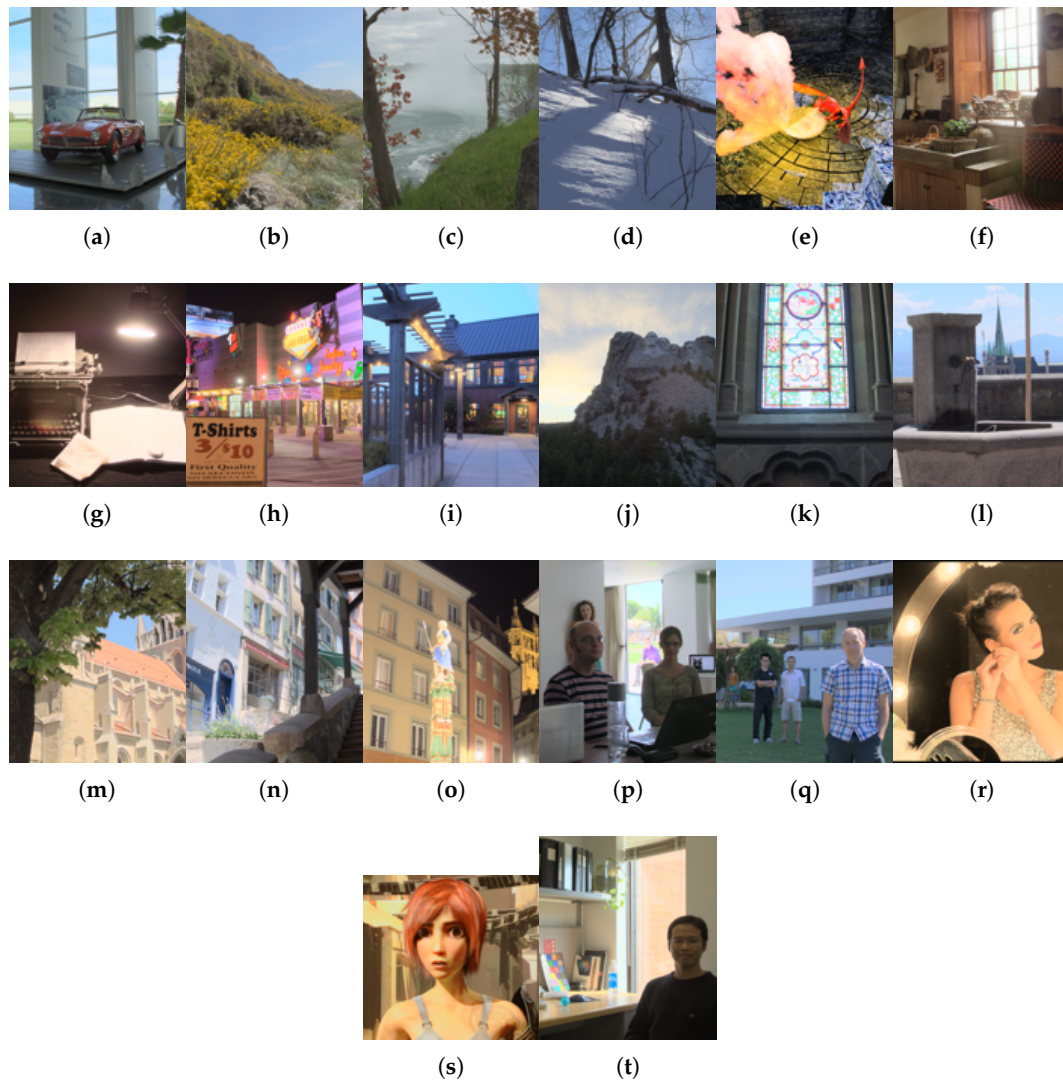 (a) (b) (c) (d) (e) (f)
T-Shirts
3/$10
First Quality
(g) (h) (i) (j) (k) (l)
(m) (n) (o) (p) (q) (r)
(s) (t)